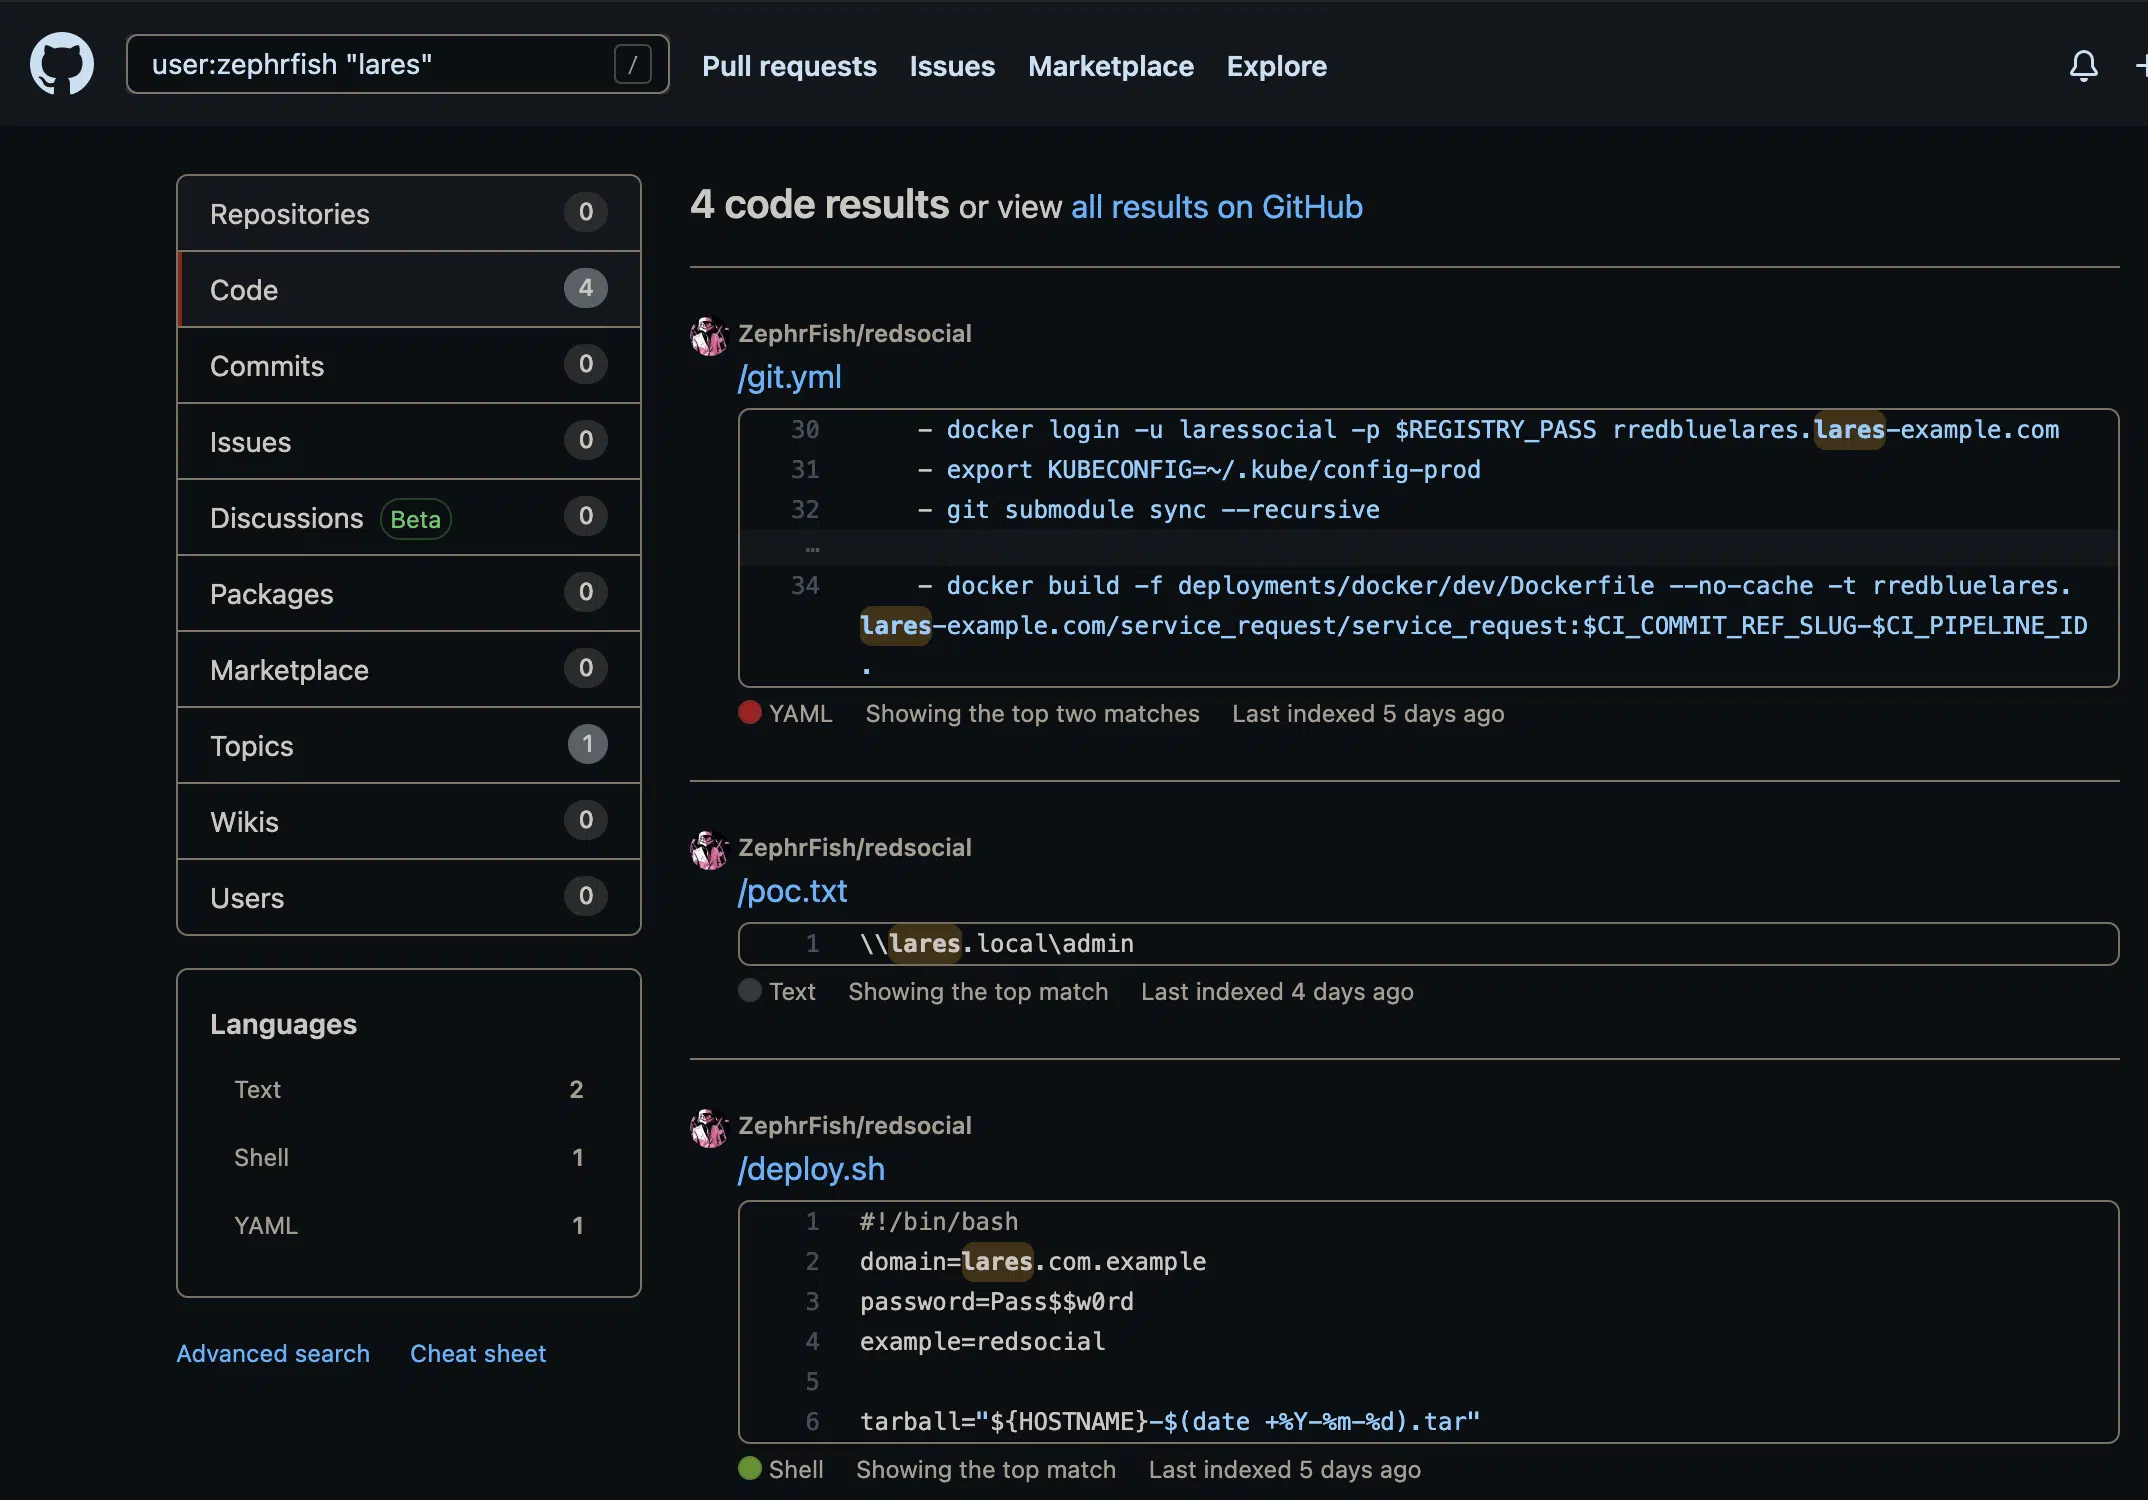 user:zephrfish "lares" /
Pull requests Issues Marketplace Explore
Repositories 0
Code 4
Commits 0
Issues 0
Discussions Beta 0
Packages 0
Marketplace 0
Topics 1
Wikis 0
Users 0
Languages
Text 2
Shell 1
YAML 1
Advanced search Cheat sheet
4 code results or view all results on GitHub
ZephrFish/redsocial
/git.yml
30 - docker login -u laressocial -p $REGISTRY_PASS rredbluelares.lares-example.com
31 - export KUBECONFIG=~/.kube/config-prod
32 - git submodule sync --recursive
…
34 - docker build -f deployments/docker/dev/Dockerfile --no-cache -t rredbluelares.
lares-example.com/service_request/service_request:$CI_COMMIT_REF_SLUG-$CI_PIPELINE_ID
.
YAML Showing the top two matches Last indexed 5 days ago
ZephrFish/redsocial
/poc.txt
1 \\lares.local\admin
Text Showing the top match Last indexed 4 days ago
ZephrFish/redsocial
/deploy.sh
1 #!/bin/bash
2 domain=lares.com.example
3 password=Pass$$w0rd
4 example=redsocial
5
6 tarball="${HOSTNAME}-$(date +%Y-%m-%d).tar"
Shell Showing the top match Last indexed 5 days ago